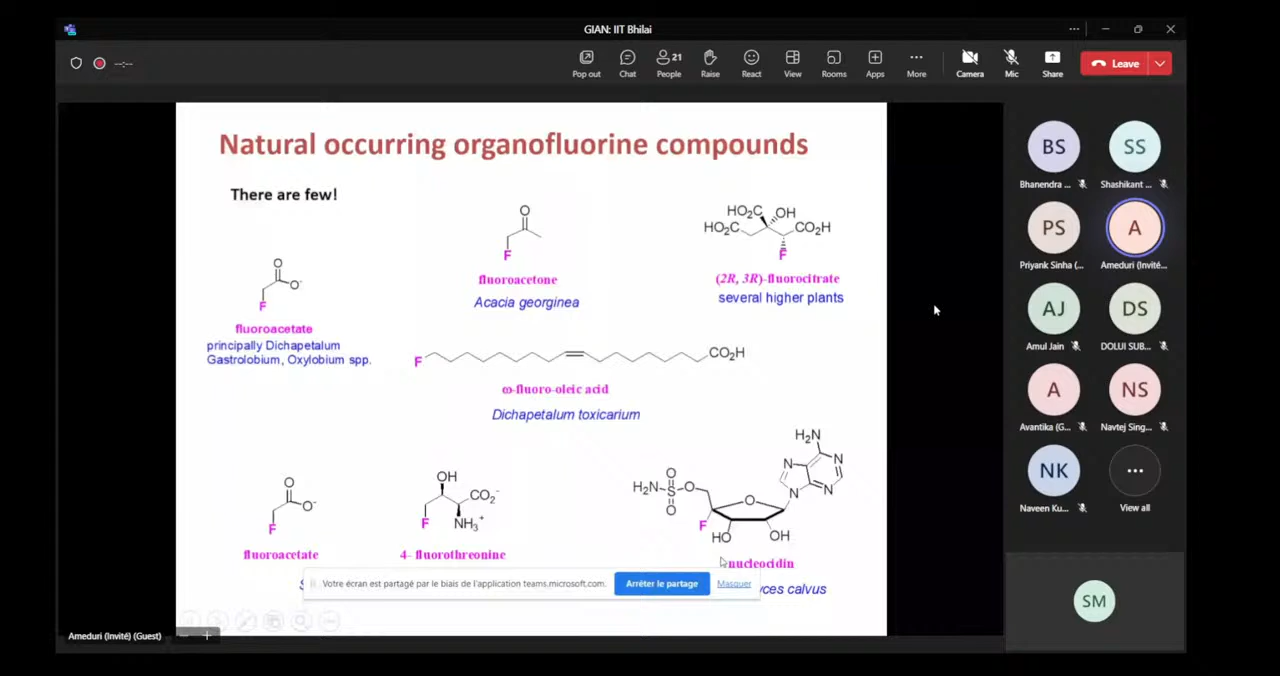 GIAN: IIT Bhilai
--:--
Pop out
Chat
21
People
Raise
React
View
Rooms
Apps
More
Camera
Mic
Share
Leave
Natural occurring organofluorine compounds
There are few!
O
F
fluoroacetone
Acacia georginea
HO₂C
OH
HO₂C
CO₂H
F
(2R, 3R)-fluorocitrate
several higher plants
O
O-
F
fluoroacetate
principally Dichapetalum
Gastrolobium, Oxylobium spp.
F
CO₂H
ω-fluoro-oleic acid
Dichapetalum toxicarium
O
O-
F
fluoroacetate
OH
CO₂-
F
NH₃+
4- fluorothreonine
H₂N
N
N
N
N
H₂N
O
S
O
O
O
F
HO
OH
nucleocidin
yces calvus
Votre écran est partagé par le biais de l'application teams.microsoft.com.
Arrêter le partage
Masquer
Ameduri (Invité) (Guest)
BS
Bhanendra ...
SS
Shashikant ...
PS
Priyank Sinha (...
A
Ameduri (Invité...
AJ
Amul Jain
DS
DOLUI SUB...
A
Avantika (G...
NS
Navtej Sing...
NK
Naveen Ku...
View all
SM